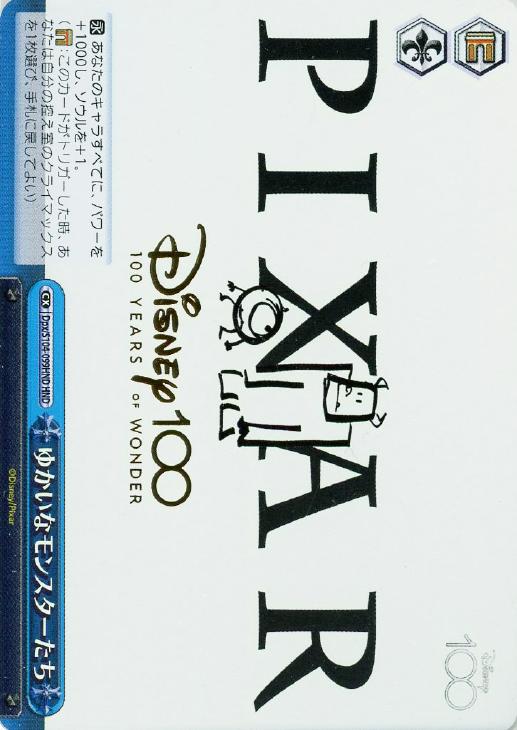 PIXAR
Disney100
100 YEARS OF WONDER
Disney
100
【永】 あなたのキャラすべてに、パワーを
+1000し、ソウルを+1。
(:このカードがトリガーした時、あ
なたは自分の控え室のクライマックス
を1枚選び、手札に戻してよい)
CX Dpx/S104-099HND HND
ゆかいなモンスターたち
©Disney/Pixar